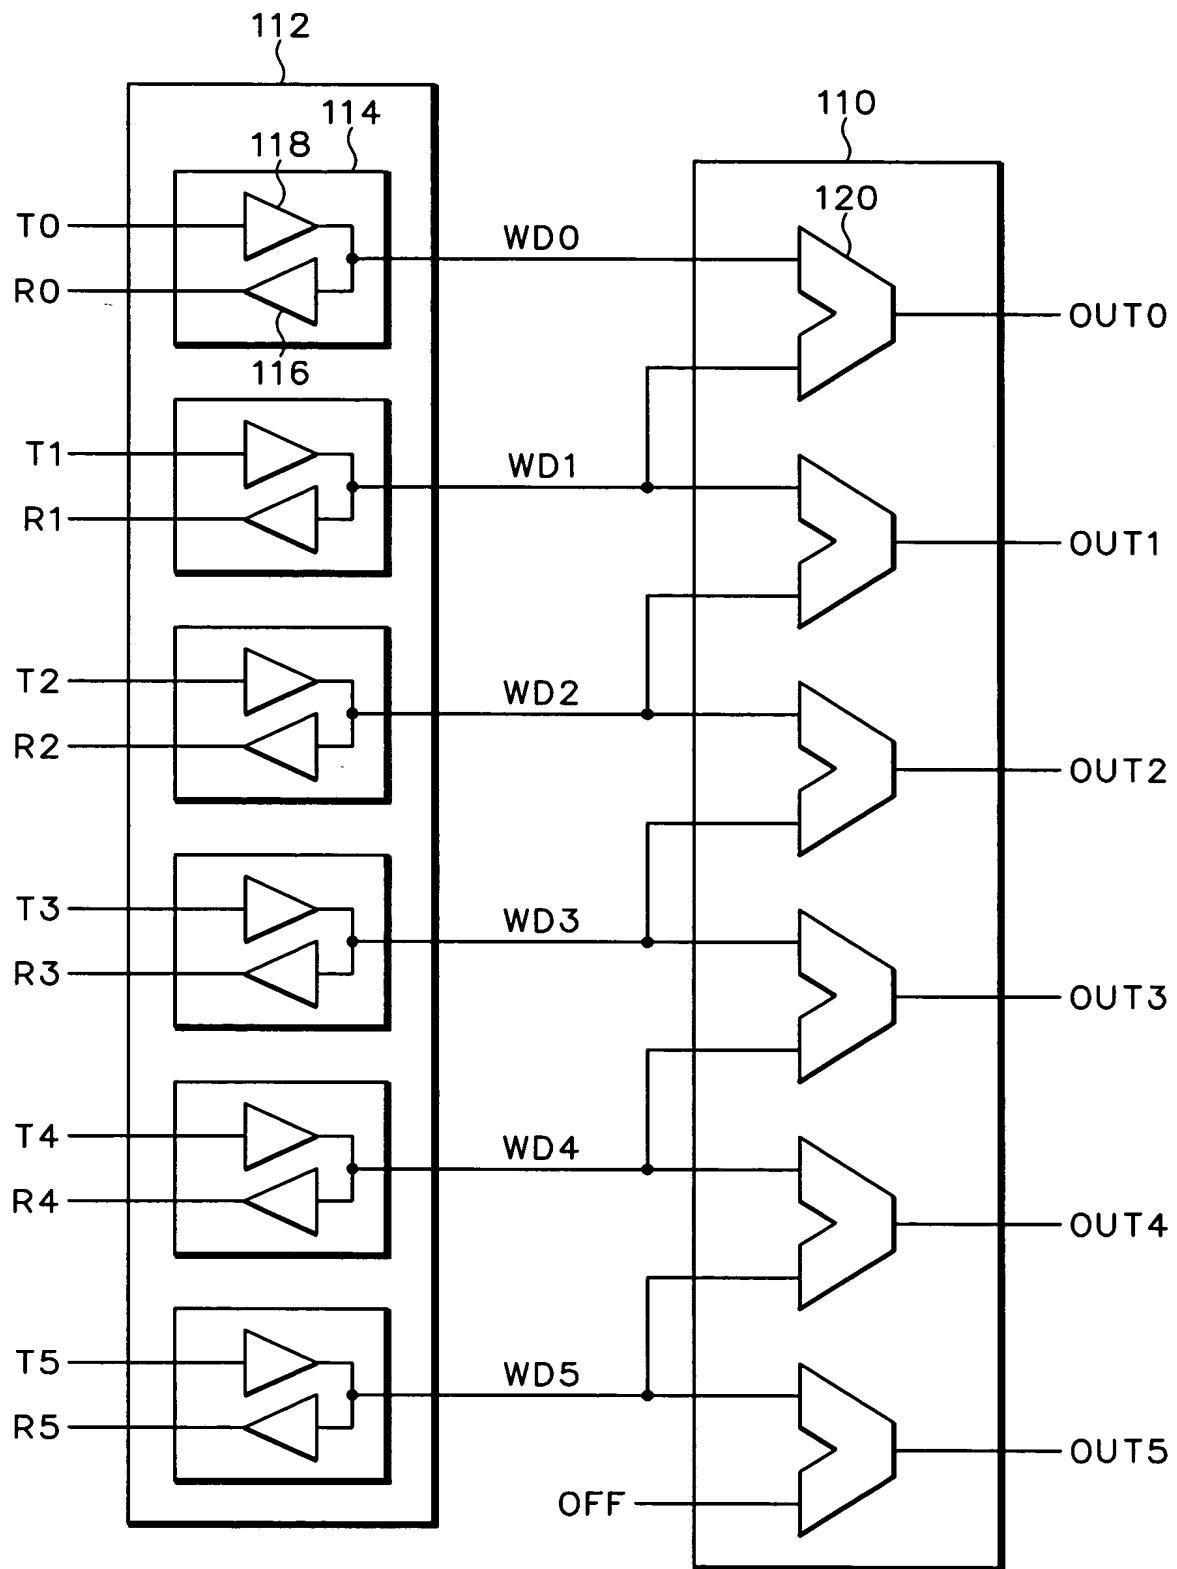 112
110
114
118
120
T0
WD0
R0
OUT0
116
T1
WD1
R1
OUT1
T2
WD2
R2
OUT2
T3
WD3
R3
OUT3
T4
WD4
R4
OUT4
T5
WD5
R5
OUT5
OFF